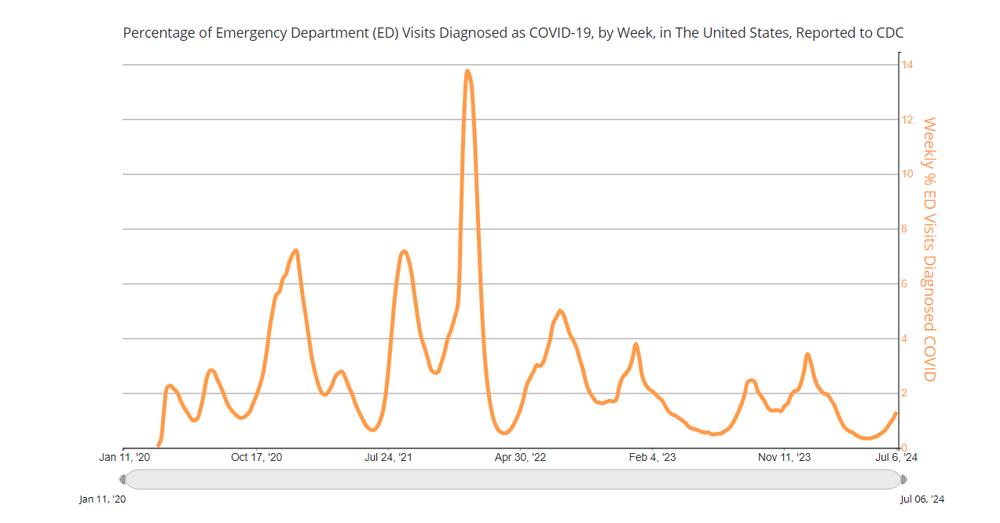 Percentage of Emergency Department (ED) Visits Diagnosed as COVID-19, by Week, in The United States, Reported to CDC
14
12
10
8
6
4
2
0
Weekly % ED Visits Diagnosed COVID
Jan 11, '20
Oct 17, '20
Jul 24, '21
Apr 30, '22
Feb 4, '23
Nov 11, '23
Jul 6, '24
Jan 11, '20
Jul 06, '24